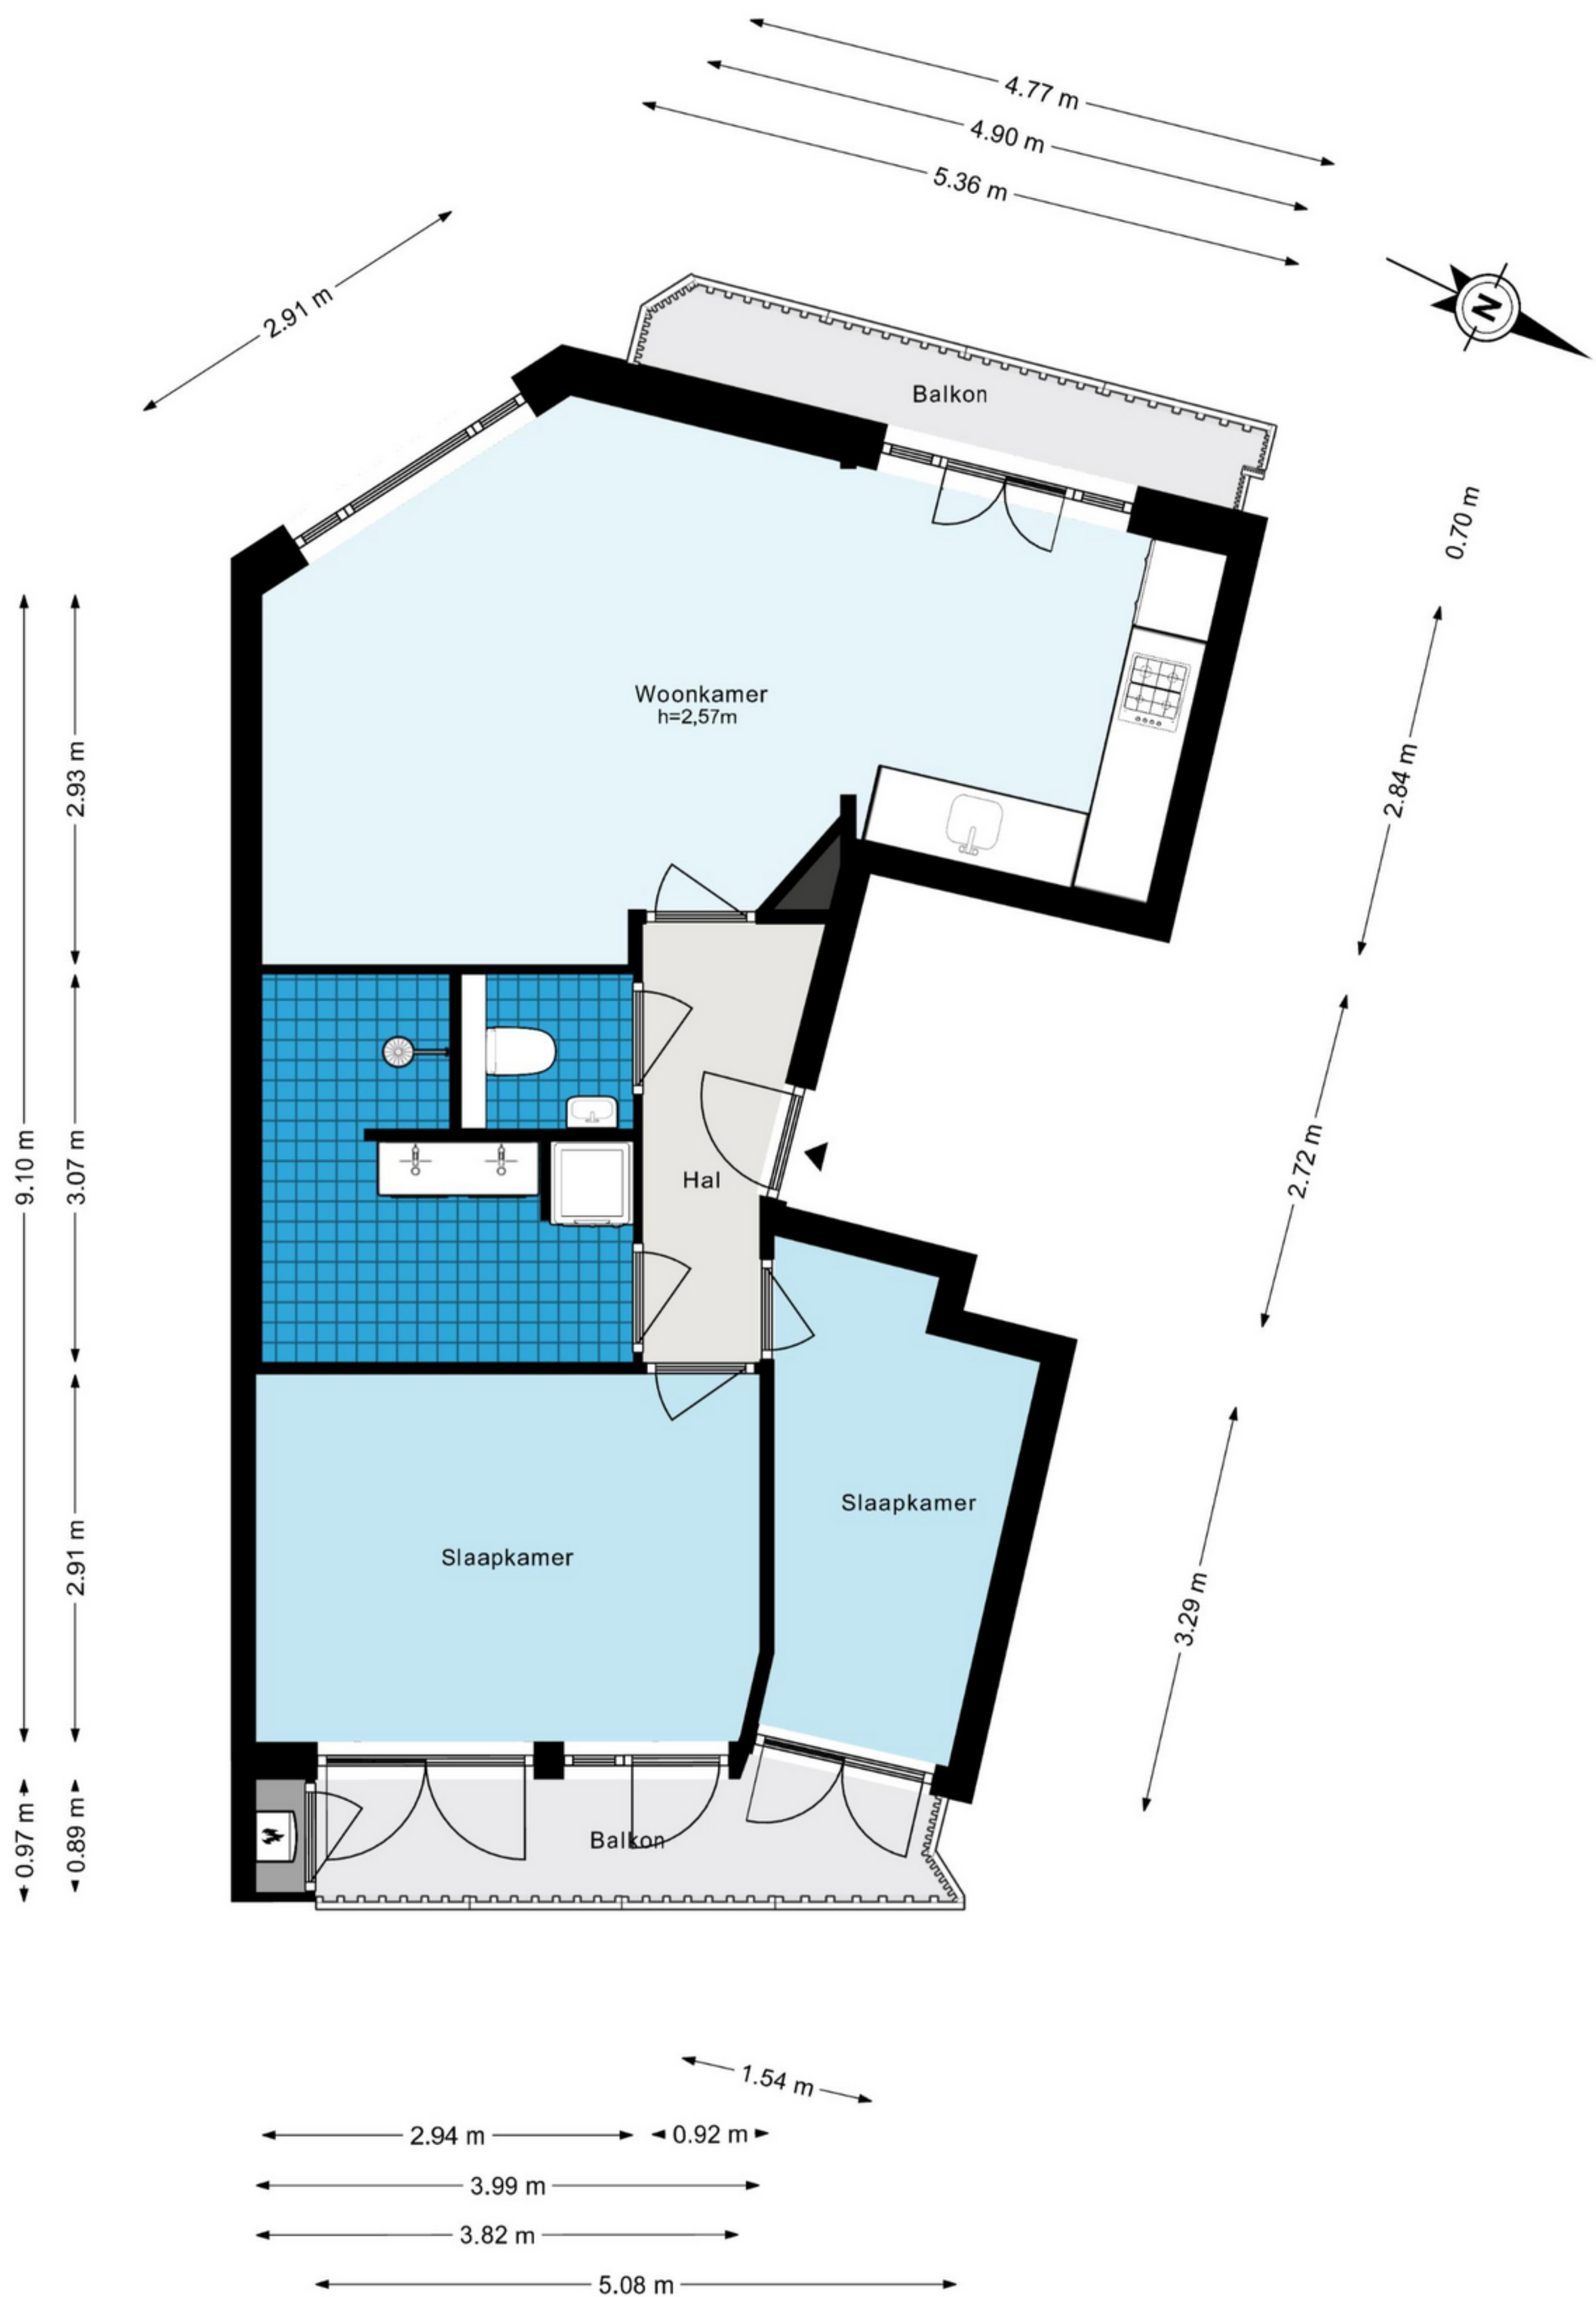 4.77 m
4.90 m
5.36 m
2.91 m
N
Balkon
0.70 m
Woonkamer
h=2,57m
2.93 m
2.84 m
9.10 m
3.07 m
2.72 m
Hal
Slaapkamer
Slaapkamer
2.91 m
3.29 m
0.97 m
0.89 m
Balkon
1.54 m
2.94 m
0.92 m
3.99 m
3.82 m
5.08 m